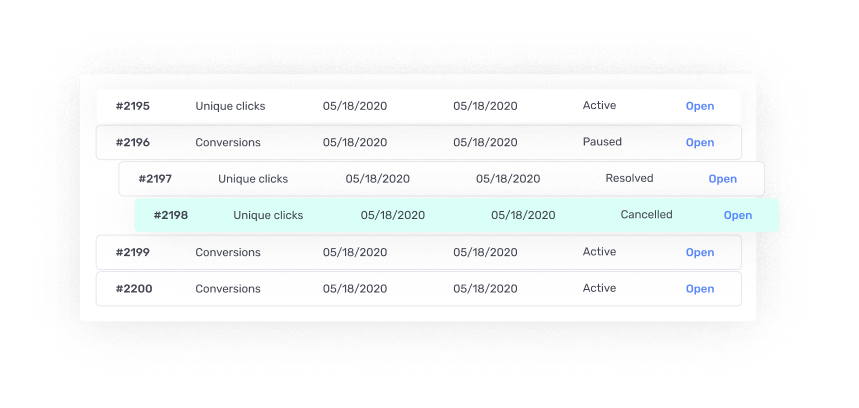 #2195 Unique clicks 05/18/2020 05/18/2020 Active Open
#2196 Conversions 05/18/2020 05/18/2020 Paused Open
#2197 Unique clicks 05/18/2020 05/18/2020 Resolved Open
#2198 Unique clicks 05/18/2020 05/18/2020 Cancelled Open
#2199 Conversions 05/18/2020 05/18/2020 Active Open
#2200 Conversions 05/18/2020 05/18/2020 Active Open